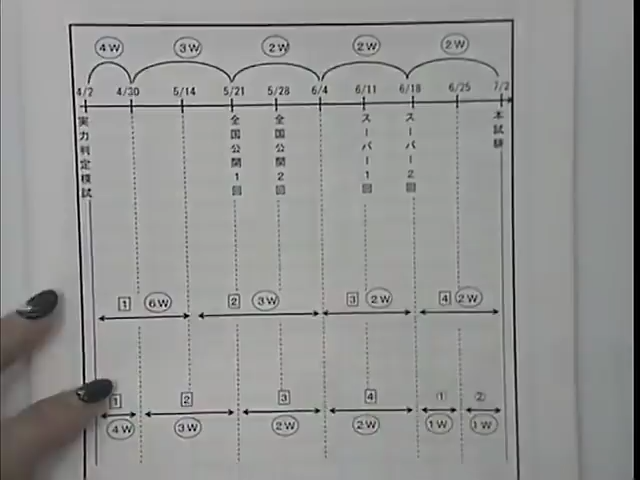 4W 3W 2W 2W 2W
4/2 4/30 5/14 5/21 5/28 6/4 6/11 6/18 6/25 7/2
実力判定模試
全国公開1回
全国公開2回
スーパー1回
スーパー2回
本試験
1 6W 2 3W 3 2W 4 2W
1 2 3 4 ① ②
4W 3W 2W 2W 1W 1W